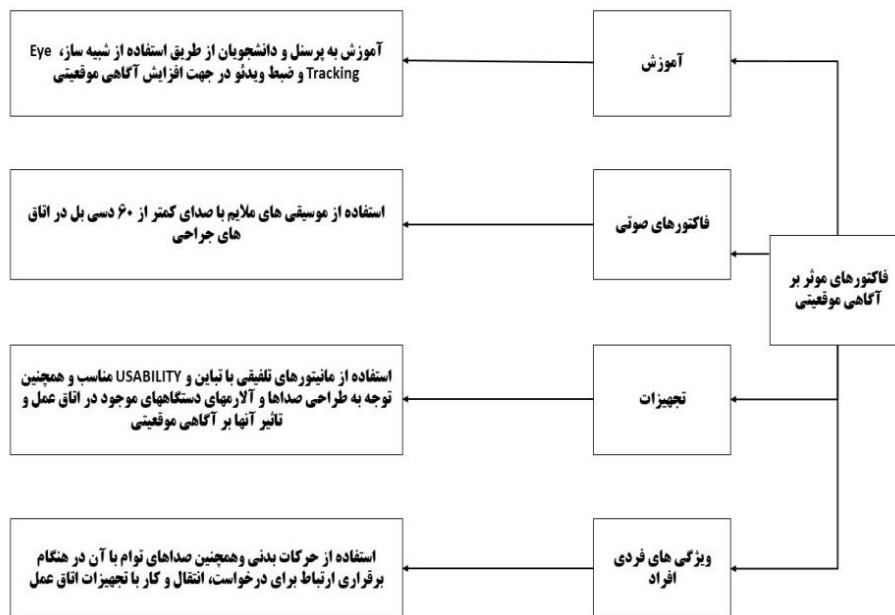 فاکتورهای موثر بر
آگاهی موقعیتی
آموزش
آموزش به پرسنل و دانشجویان از طریق استفاده از شبیه ساز، Eye
Tracking و ضبط ویدئو در جهت افزایش آگاهی موقعیتی
فاکتورهای صوتی
استفاده از موسیقی های ملایم با صدای کمتر از ۶۰ دسی بل در اتاق
های جراحی
تجهیزات
استفاده از مانیتورهای تلفیقی با تباین و USABILITY مناسب و همچنین
توجه به طراحی صداها و آلارمهای دستگاههای موجود در اتاق عمل و
تاثیر آنها بر آگاهی موقعیتی
ویژگی های فردی
افراد
استفاده از حرکات بدنی وهمچنین صداهای توام با آن در هنگام
برقراری ارتباط برای درخواست، انتقال و کار با تجهیزات اتاق عمل